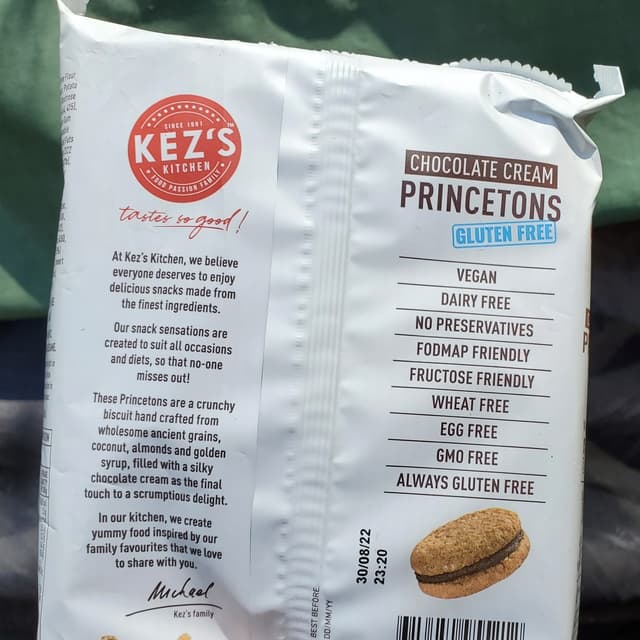 SINCE 1991
KEZ'S
KITCHEN
FOOD PASSION FAMILY
tastes so good!
At Kez's Kitchen, we believe
everyone deserves to enjoy
delicious snacks made from
the finest ingredients.
Our snack sensations are
created to suit all occasions
and diets, so that no-one
misses out!
These Princetons are a crunchy
biscuit hand crafted from
wholesome ancient grains,
coconut, almonds and golden
syrup, filled with a silky
chocolate cream as the final
touch to a scrumptious delight.
In our kitchen, we create
yummy food inspired by our
family favourites that we love
to share with you.
Michael
Kez's family
CHOCOLATE CREAM
PRINCETONS
GLUTEN FREE
VEGAN
DAIRY FREE
NO PRESERVATIVES
FODMAP FRIENDLY
FRUCTOSE FRIENDLY
WHEAT FREE
EGG FREE
GMO FREE
ALWAYS GLUTEN FREE
30/08/22
23:20
BEST BEFORE
DD/MM/YY